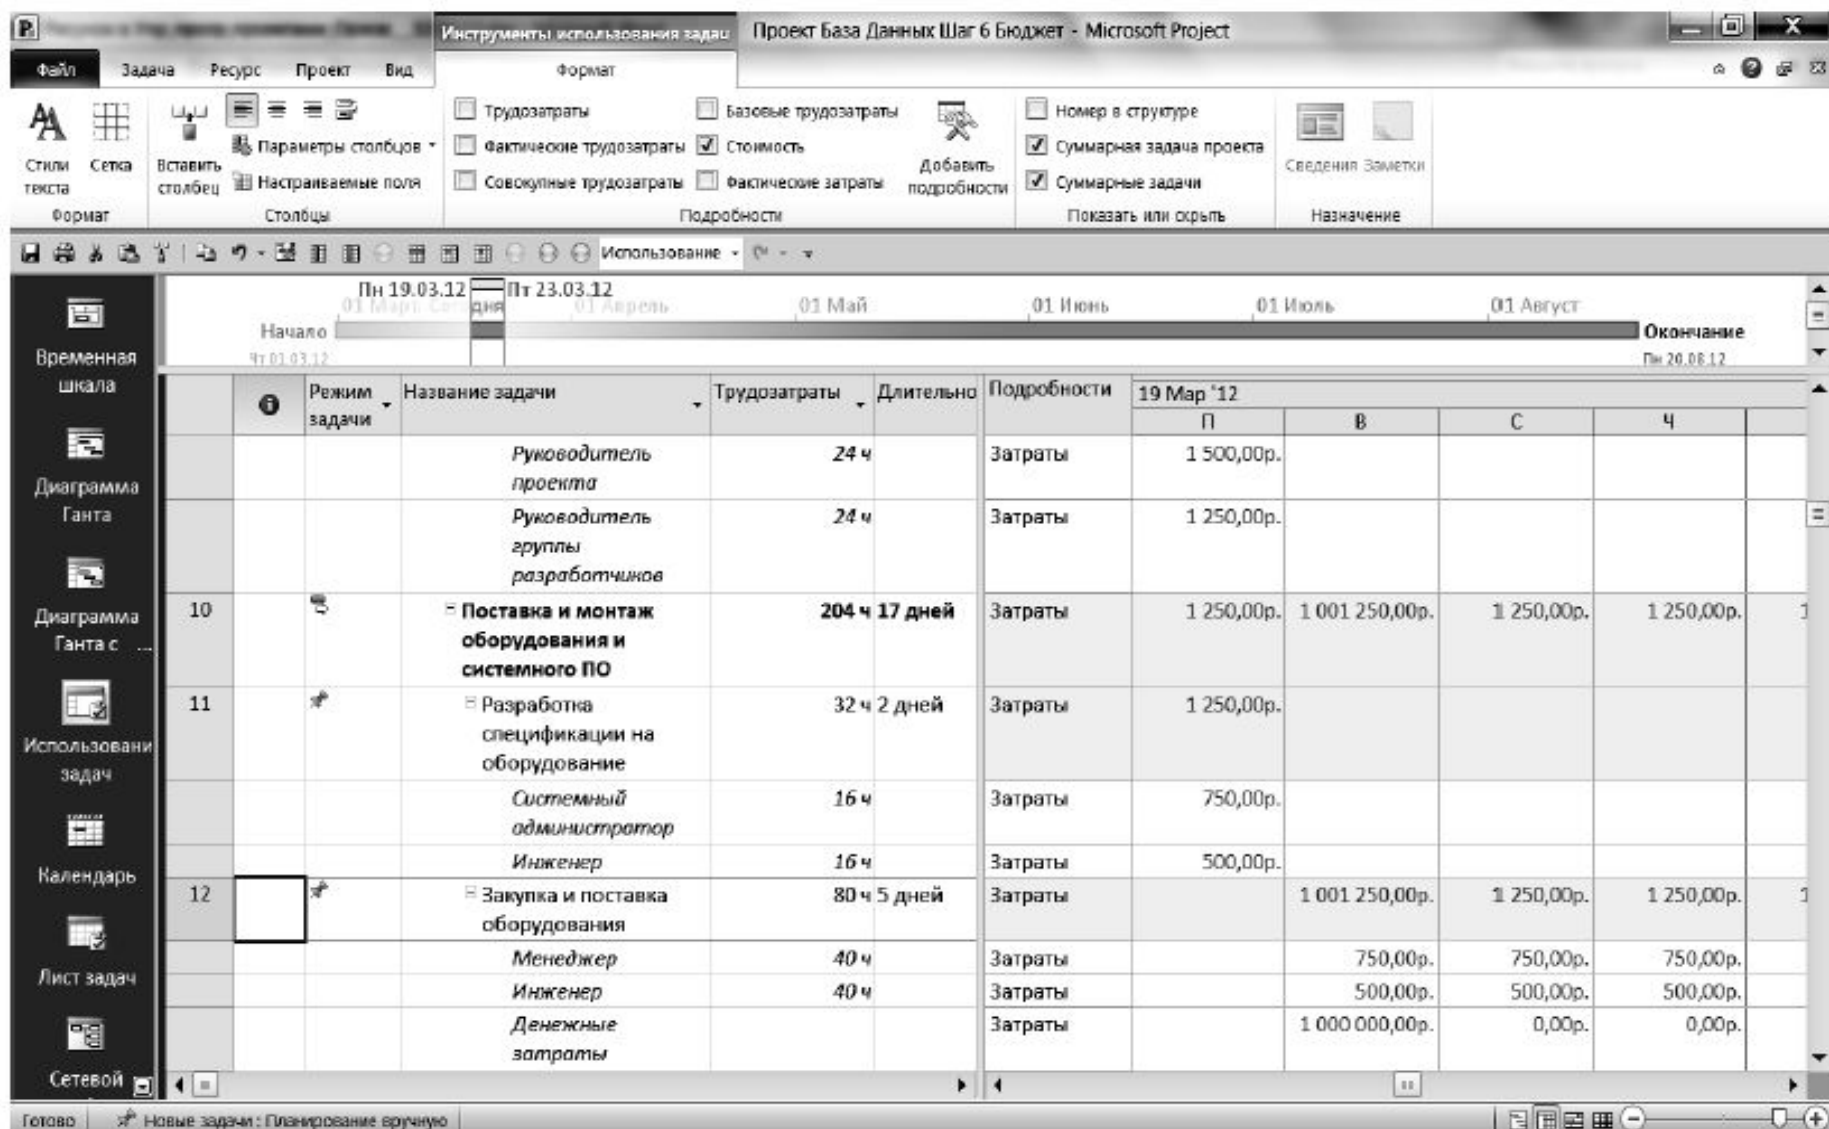 Инструменты использования задач
Проект База Данных Шаг 6 Бюджет - Microsoft Project
Файл Задача Ресурс Проект Вид Формат
Трудозатраты Базовые трудозатраты Номер в структуре
Параметры столбцов Фактические трудозатраты Стоимость Суммарная задача проекта
Стили текста Сетка Вставить столбец Добавить подробности Сведения Заметки
Настраиваемые поля Совокупные трудозатраты Фактические затраты Суммарные задачи
Формат Столбцы Подробности Показать или скрыть Назначение
Использование
Пн 19.03.12 Пт 23.03.12
01 Апрель 01 Май 01 Июнь 01 Июль 01 Август
Начало Окончание
Чт 01.03.12 Пн 20.08.12
Временная
шкала
Диаграмма
Ганта
Диаграмма
Ганта с ...
Использовани
задач
Календарь
Лист задач
Сетевой
Режим задачи Название задачи Трудозатраты Длительно Подробности 19 Мар '12
П В С Ч
Руководитель 24 ч Затраты 1 500,00р.
проекта
Руководитель 24 ч Затраты 1 250,00р.
группы
разработчиков
10 Поставка и монтаж 204 ч 17 дней Затраты 1 250,00р. 1 001 250,00р. 1 250,00р. 1 250,00р. 1
оборудования и
системного ПО
11 Разработка 32 ч 2 дней Затраты 1 250,00р.
спецификации на
оборудование
Системный 16 ч Затраты 750,00р.
администратор
Инженер 16 ч Затраты 500,00р.
12 Закупка и поставка 80 ч 5 дней Затраты 1 001 250,00р. 1 250,00р. 1 250,00р. 1
оборудования
Менеджер 40 ч Затраты 750,00р. 750,00р. 750,00р.
Инженер 40 ч Затраты 500,00р. 500,00р. 500,00р.
Денежные Затраты 1 000 000,00р. 0,00р. 0,00р.
затраты
Готово Новые задачи : Планирование вручную